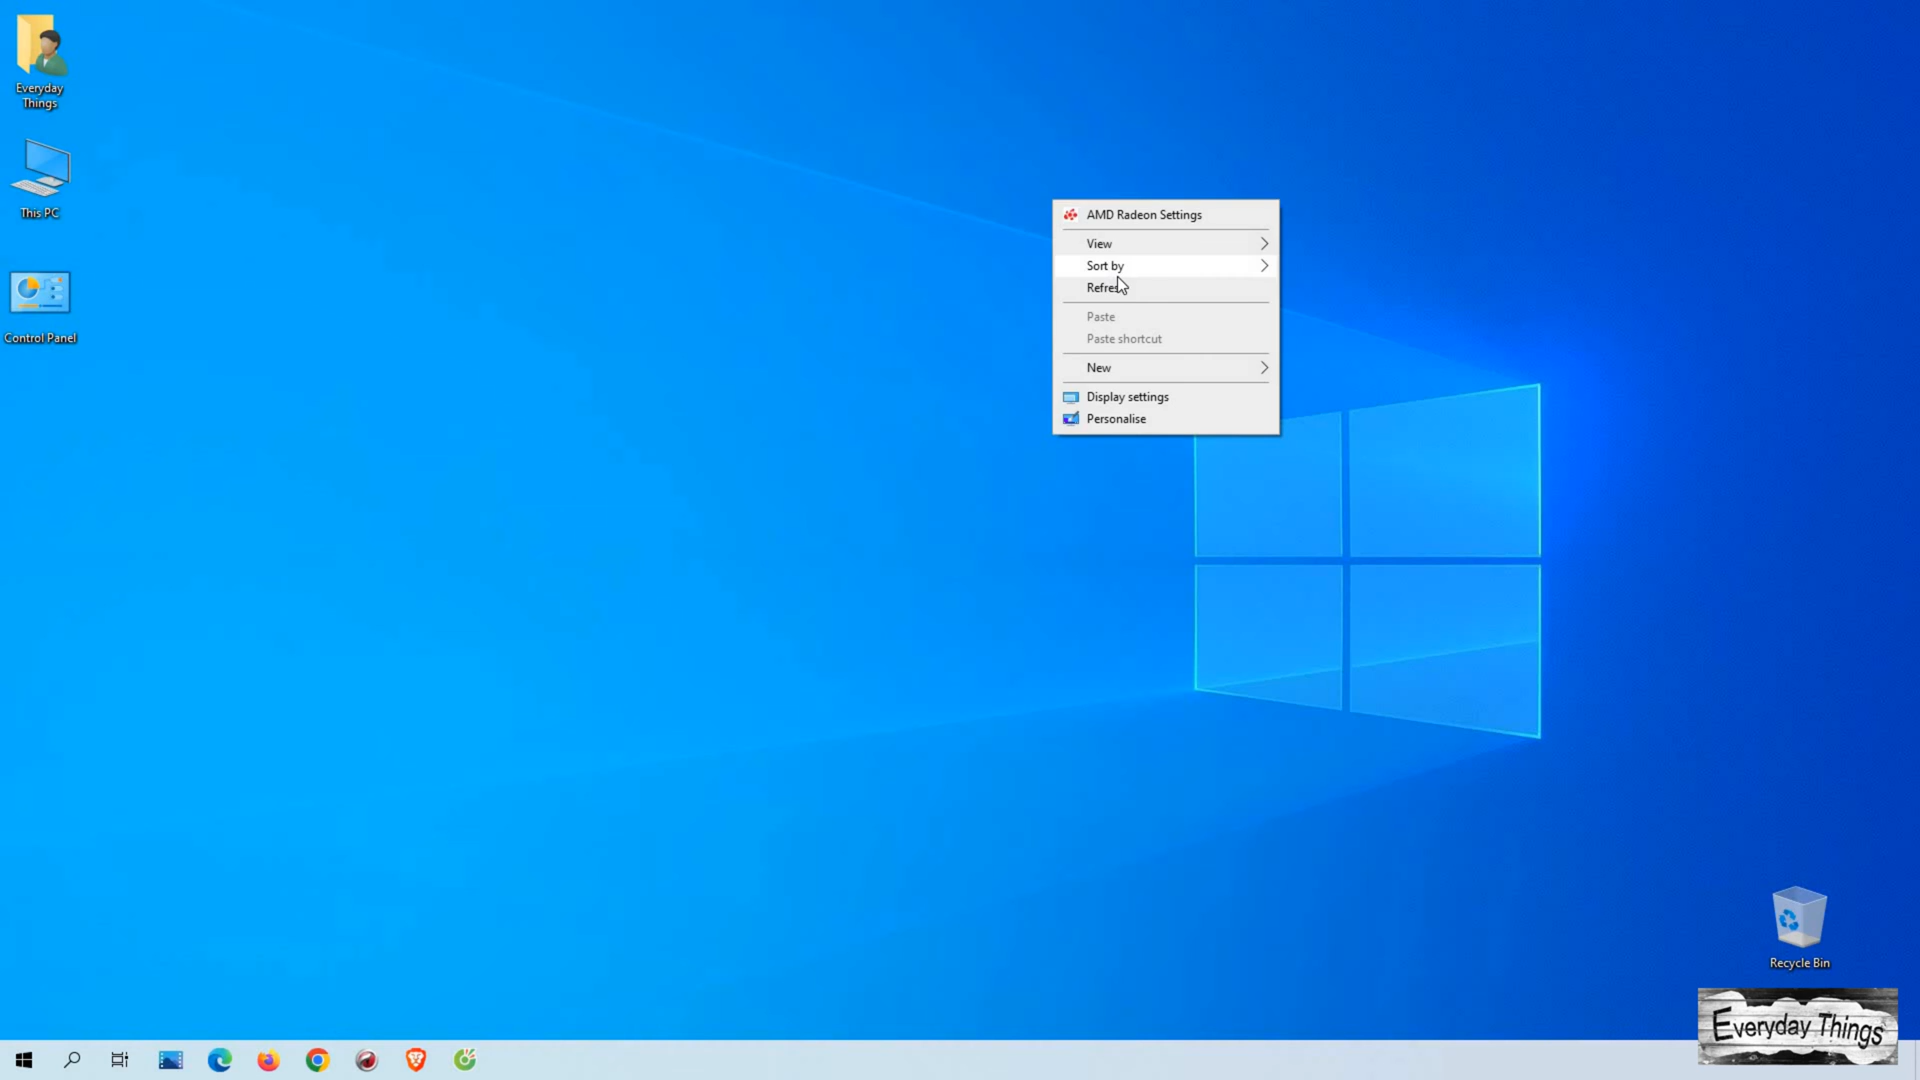 Everyday
Things
This PC
Control Panel
AMD Radeon Settings
View
Sort by
Refresh
Paste
Paste shortcut
New
Display settings
Personalise
Recycle Bin
Everyday Things